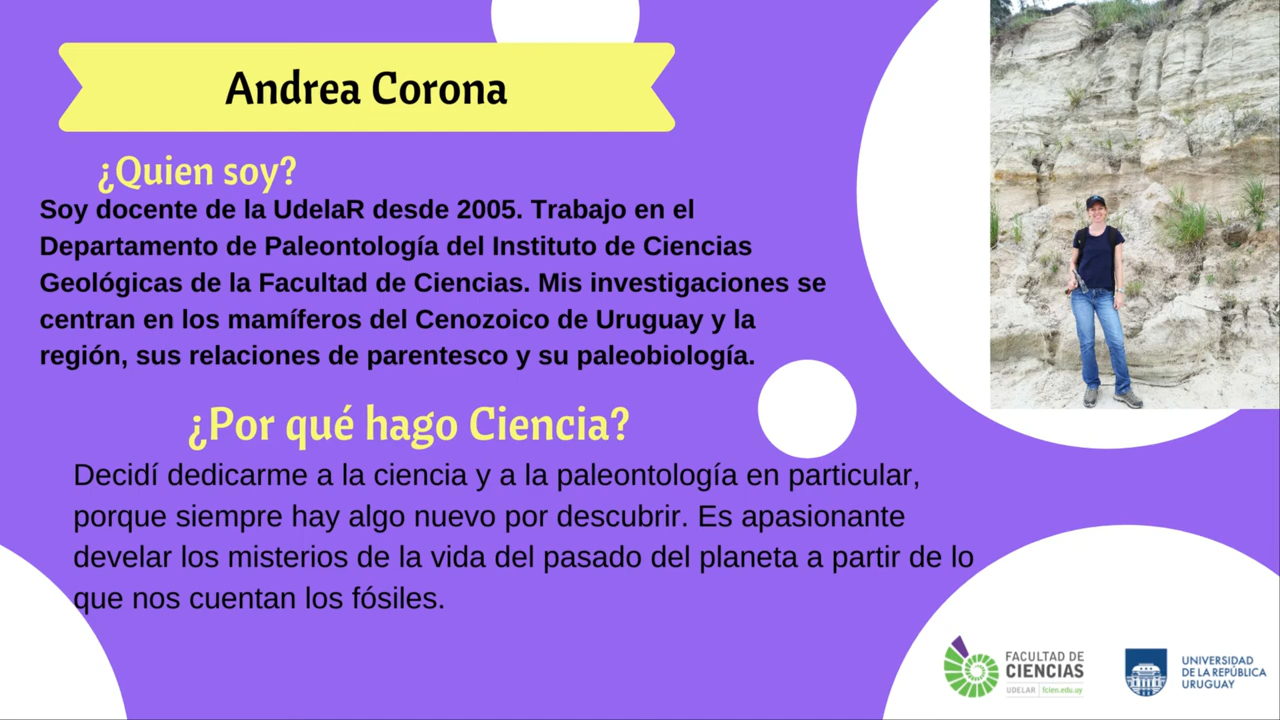 Andrea Corona
¿Quien soy?
Soy docente de la UdelaR desde 2005. Trabajo en el
Departamento de Paleontología del Instituto de Ciencias
Geológicas de la Facultad de Ciencias. Mis investigaciones se
centran en los mamíferos del Cenozoico de Uruguay y la
región, sus relaciones de parentesco y su paleobiología.
¿Por qué hago Ciencia?
Decidí dedicarme a la ciencia y a la paleontología en particular,
porque siempre hay algo nuevo por descubrir. Es apasionante
develar los misterios de la vida del pasado del planeta a partir de lo
que nos cuentan los fósiles.
FACULTAD DE
CIENCIAS
UDELAR | fcien.edu.uy
UNIVERSIDAD
DE LA REPÚBLICA
URUGUAY